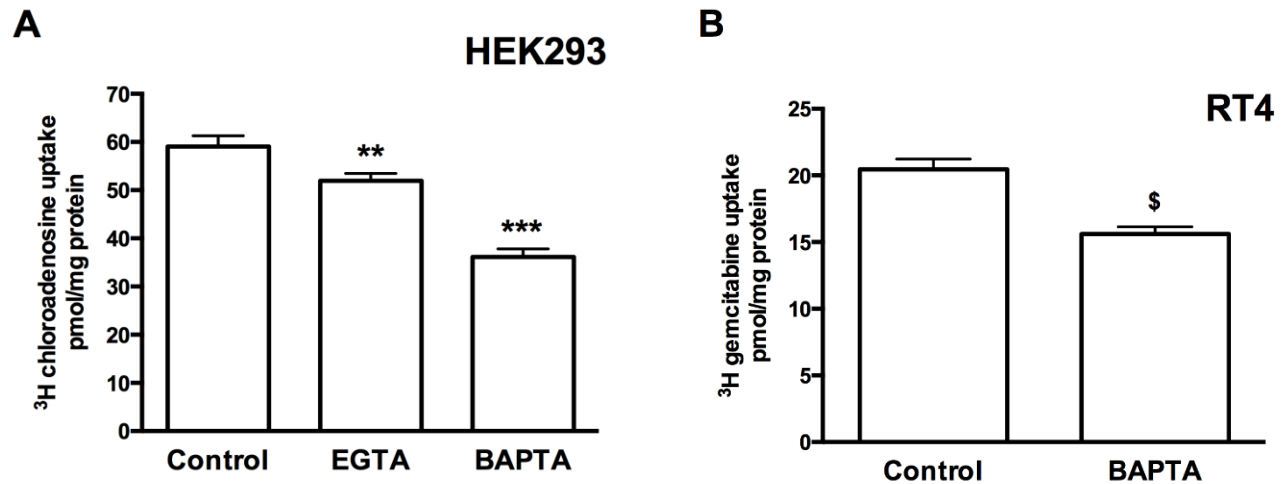 A
HEK293
³H chloroadenosine uptake
pmol/mg protein
70
60
50
40
30
20
10
0
**
***
Control EGTA BAPTA
B
RT4
³H gemcitabine uptake
pmol/mg protein
25
20
15
10
5
0
$
Control BAPTA